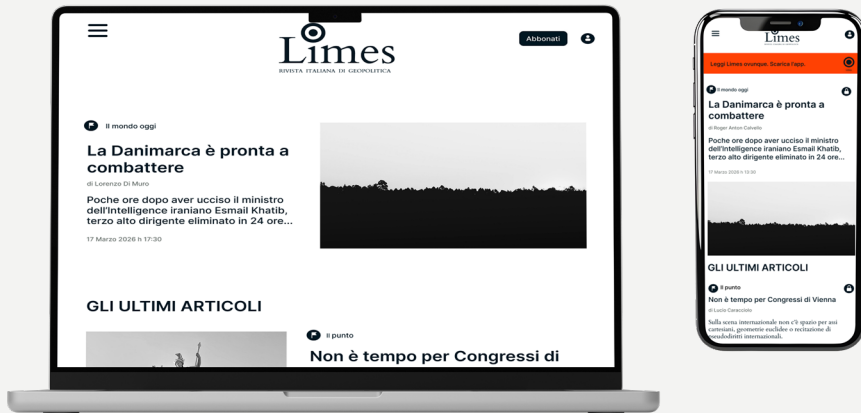 Limes
RIVISTA ITALIANA DI GEOPOLITICA
Abbonati
Il mondo oggi
La Danimarca è pronta a
combattere
di Lorenzo Di Muro
Poche ore dopo aver ucciso il ministro
dell'Intelligence iraniano Esmail Khatib,
terzo alto dirigente eliminato in 24 ore...
17 Marzo 2026 h 17:30
GLI ULTIMI ARTICOLI
Il punto
Non è tempo per Congressi di
Limes
Leggi Limes ovunque. Scarica l'app.
Il mondo oggi
La Danimarca è pronta a
combattere
di Roger Anton Calvello
Poche ore dopo aver ucciso il ministro
dell'Intelligence iraniano Esmail Khatib,
terzo alto dirigente eliminato in 24 ore...
17 Marzo 2026 h 13:30
GLI ULTIMI ARTICOLI
Il punto
Non è tempo per Congressi di Vienna
di Lucio Caracciolo
Sulla scena internazionale non c'è spazio per assi
cartesiani, geometrie euclidee o recitazione di
pseudodiritti internazionali.